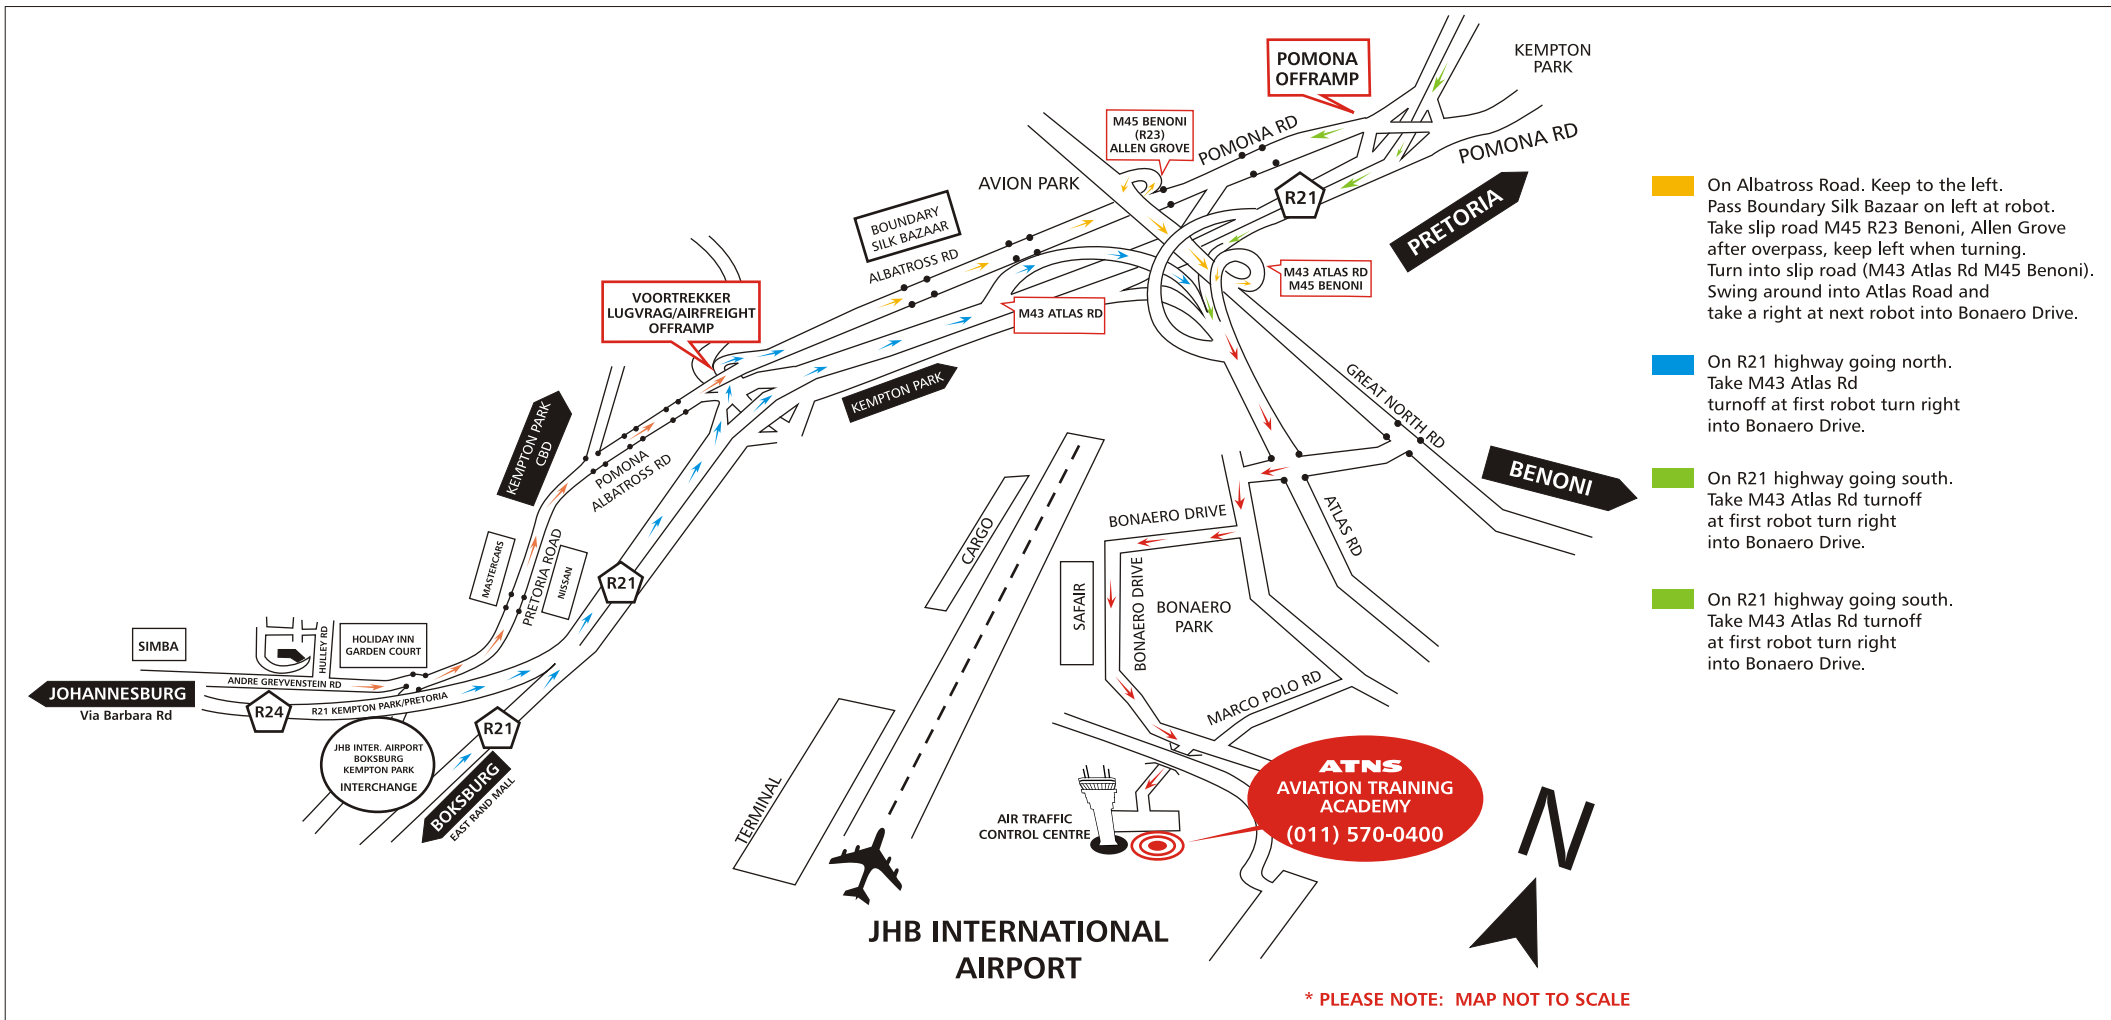 KEMPTON
PARK
POMONA
OFFRAMP
M45 BENONI
(R23)
ALLEN GROVE
POMONA RD
POMONA RD
AVION PARK
R21
PRETORIA
BOUNDARY
SILK BAZAAR
ALBATROSS RD
M43 ATLAS RD
M45 BENONI
VOORTREKKER
LUGVRAG/AIRFREIGHT
OFFRAMP
M43 ATLAS RD
KEMPTON PARK
GREAT NORTH RD
KEMPTON PARK
CBD
POMONA
ALBATROSS RD
BENONI
BONAERO DRIVE
ATLAS RD
CARGO
MASTERCARS
PRETORIA ROAD
NISSAN
R21
SAFAIR
BONAERO DRIVE
BONAERO
PARK
SIMBA
HULLEY RD
HOLIDAY INN
GARDEN COURT
ANDRE GREYVENSTEIN RD
JOHANNESBURG
Via Barbara Rd
R24
R21 KEMPTON PARK/PRETORIA
MARCO POLO RD
R21
JHB INTER. AIRPORT
BOKSBURG
KEMPTON PARK
INTERCHANGE
BOKSBURG
EAST RAND MALL
TERMINAL
AIR TRAFFIC
CONTROL CENTRE
ATNS
AVIATION TRAINING
ACADEMY
(011) 570-0400
JHB INTERNATIONAL
AIRPORT
N
* PLEASE NOTE: MAP NOT TO SCALE
On Albatross Road. Keep to the left.
Pass Boundary Silk Bazaar on left at robot.
Take slip road M45 R23 Benoni, Allen Grove
after overpass, keep left when turning.
Turn into slip road (M43 Atlas Rd M45 Benoni).
Swing around into Atlas Road and
take a right at next robot into Bonaero Drive.
On R21 highway going north.
Take M43 Atlas Rd
turnoff at first robot turn right
into Bonaero Drive.
On R21 highway going south.
Take M43 Atlas Rd turnoff
at first robot turn right
into Bonaero Drive.
On R21 highway going south.
Take M43 Atlas Rd turnoff
at first robot turn right
into Bonaero Drive.